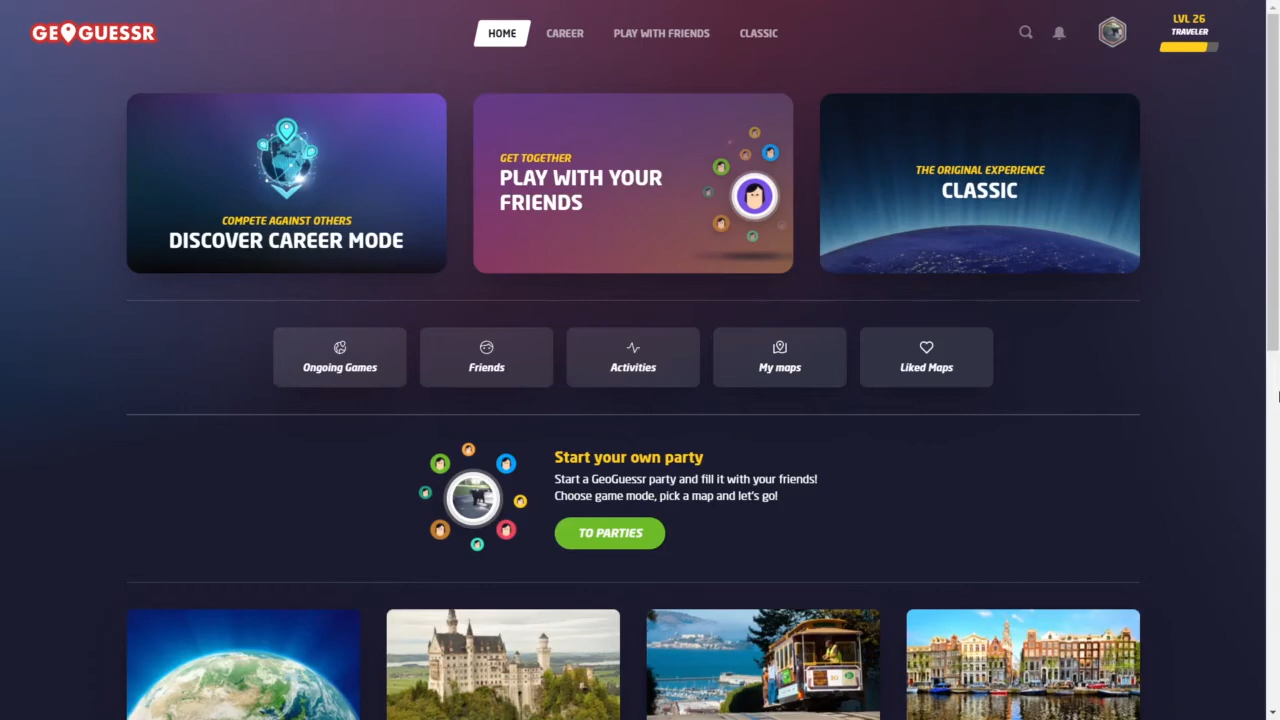 GEOGUESSR
HOME
CAREER
PLAY WITH FRIENDS
CLASSIC
LVL 26
TRAVELER
COMPETE AGAINST OTHERS
DISCOVER CAREER MODE
GET TOGETHER
PLAY WITH YOUR
FRIENDS
THE ORIGINAL EXPERIENCE
CLASSIC
Ongoing Games
Friends
Activities
My maps
Liked Maps
Start your own party
Start a GeoGuessr party and fill it with your friends!
Choose game mode, pick a map and let's go!
TO PARTIES